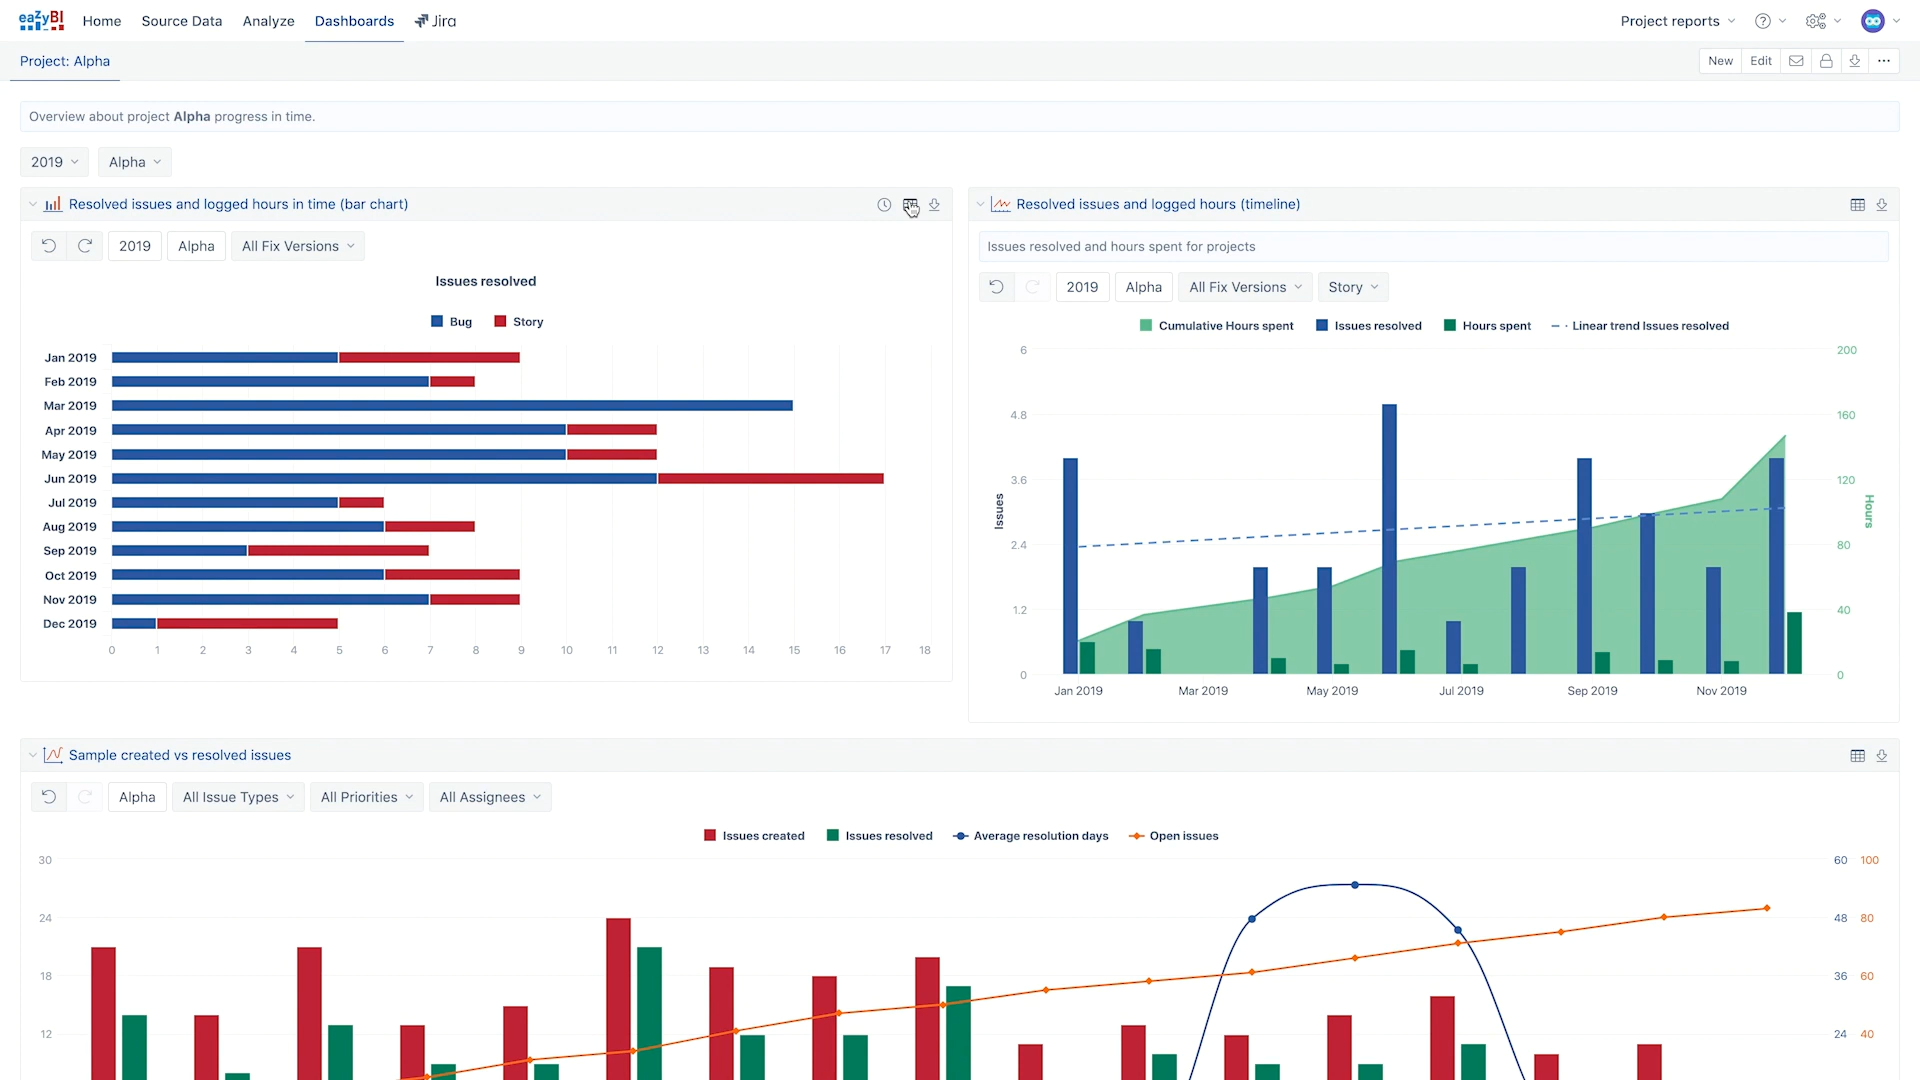 eazyBI Home Source Data Analyze Dashboards Jira Project reports
Project: Alpha New Edit
Overview about project Alpha progress in time.
2019 Alpha
Resolved issues and logged hours in time (bar chart)
2019 Alpha All Fix Versions
Issues resolved
Bug Story
Jan 2019
Feb 2019
Mar 2019
Apr 2019
May 2019
Jun 2019
Jul 2019
Aug 2019
Sep 2019
Oct 2019
Nov 2019
Dec 2019
0 1 2 3 4 5 6 7 8 9 10 11 12 13 14 15 16 17 18
Resolved issues and logged hours (timeline)
Issues resolved and hours spent for projects
2019 Alpha All Fix Versions Story
Cumulative Hours spent Issues resolved Hours spent Linear trend Issues resolved
6 200
4.8 160
3.6 120
Issues
Hours
2.4 80
1.2 40
0 0
Jan 2019 Mar 2019 May 2019 Jul 2019 Sep 2019 Nov 2019
Sample created vs resolved issues
Alpha All Issue Types All Priorities All Assignees
Issues created Issues resolved Average resolution days Open issues
30 60 100
24 48 80
18 36 60
12 24 40